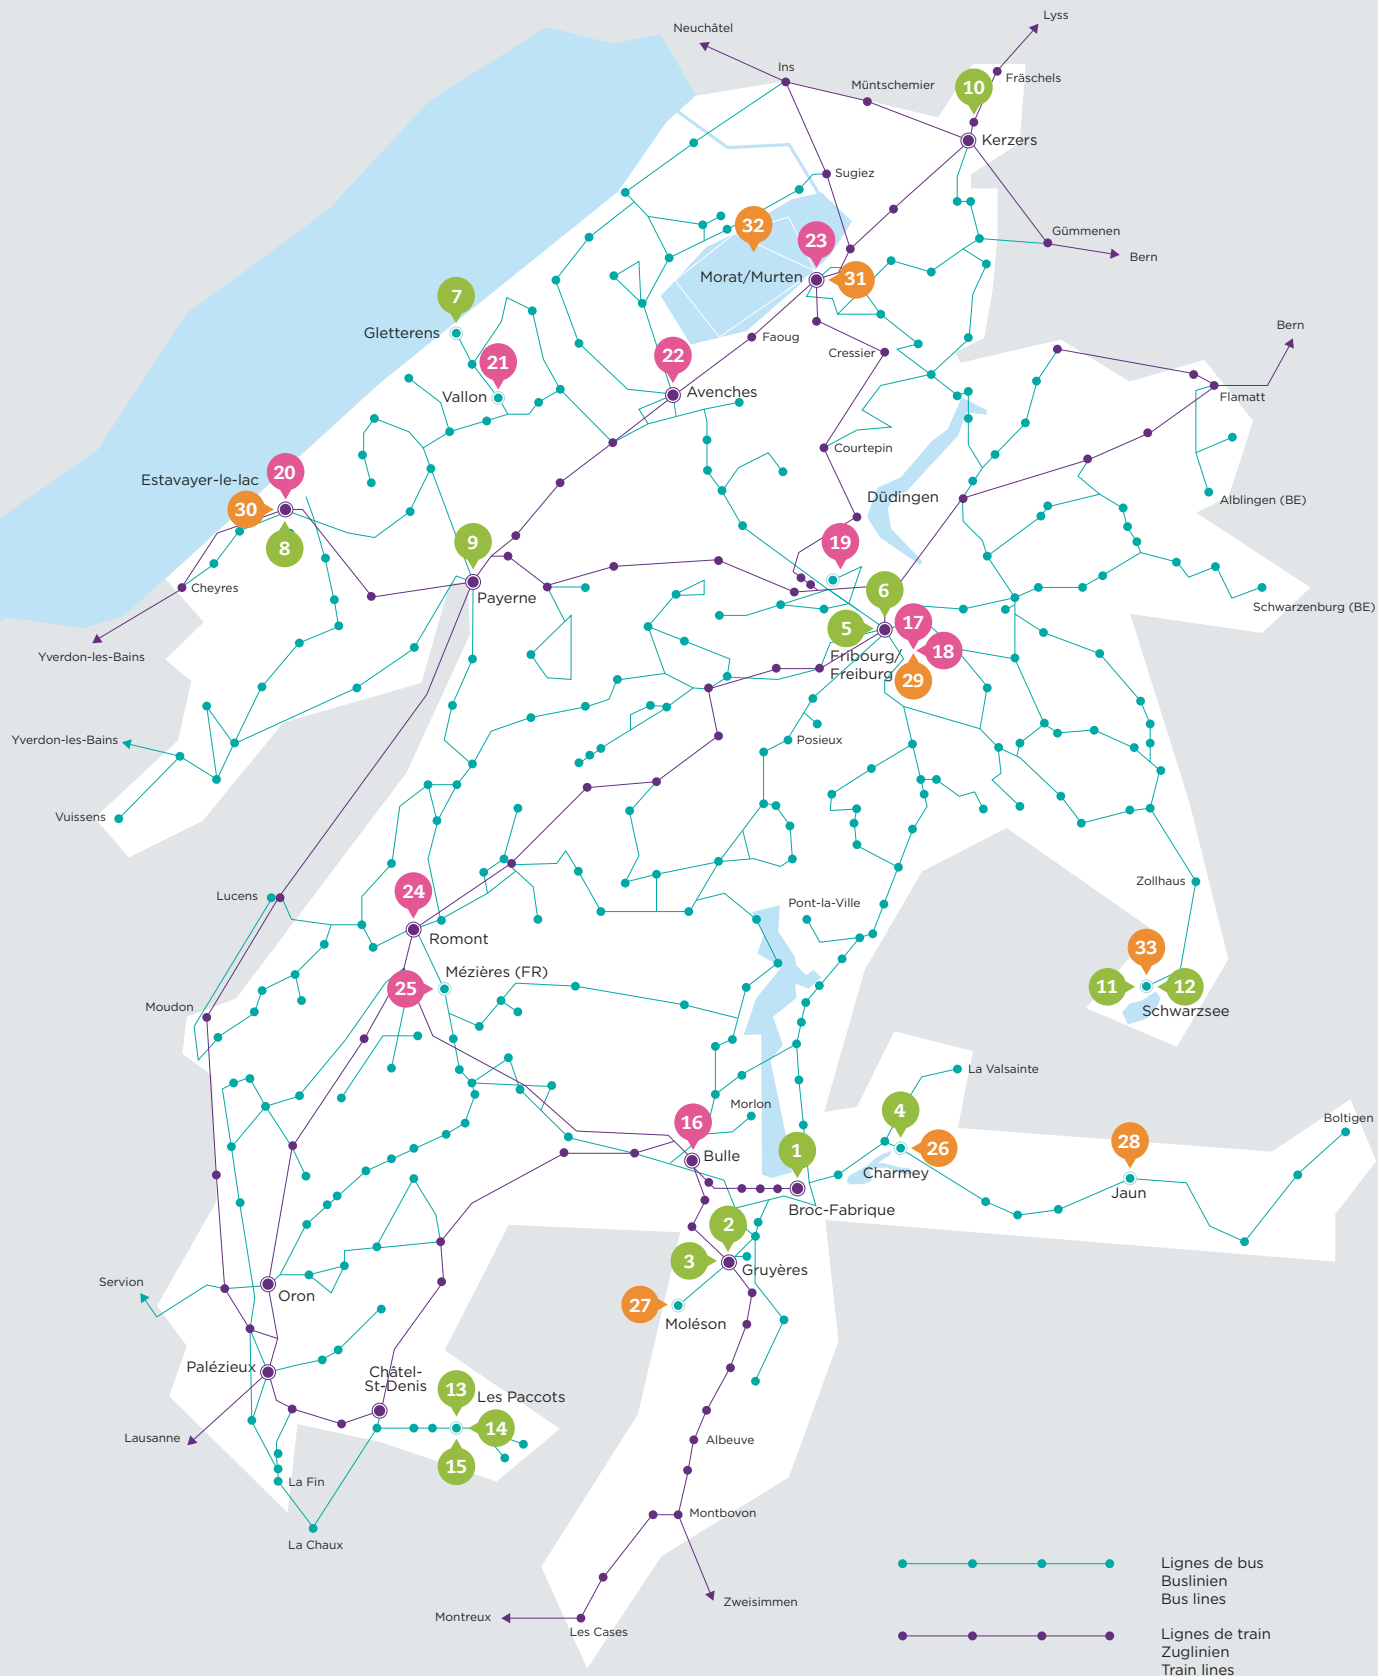 Lyss
Neuchâtel
Ins
Fräschels
Müntschemier
10
Kerzers
Sugiez
32
23
Gümmenen
Bern
Morat/Murten
31
7
Gletterens
Bern
Faoug
21
22
Cressier
Vallon
Avenches
Flamatt
Courtepin
20
Estavayer-le-lac
Düdingen
Alblingen (BE)
30
8
9
19
Cheyres
Payerne
6
Schwarzenburg (BE)
17
5
18
Yverdon-les-Bains
Fribourg/
Freiburg
29
Yverdon-les-Bains
Posieux
Vuissens
24
Zollhaus
Lucens
Pont-la-Ville
Romont
33
Mézières (FR)
25
11
12
Moudon
Schwarzsee
La Valsainte
4
Morlon
Boltigen
16
1
26
28
Bulle
Charmey
Jaun
Broc-Fabrique
2
3
Gruyères
Servion
Oron
27
Moléson
Palézieux
Châtel-
St-Denis
13
Les Paccots
14
Lausanne
Albeuve
15
La Fin
Montbovon
La Chaux
Lignes de bus
Buslinien
Bus lines
Zweisimmen
Montreux
Les Cases
Lignes de train
Zuglinien
Train lines